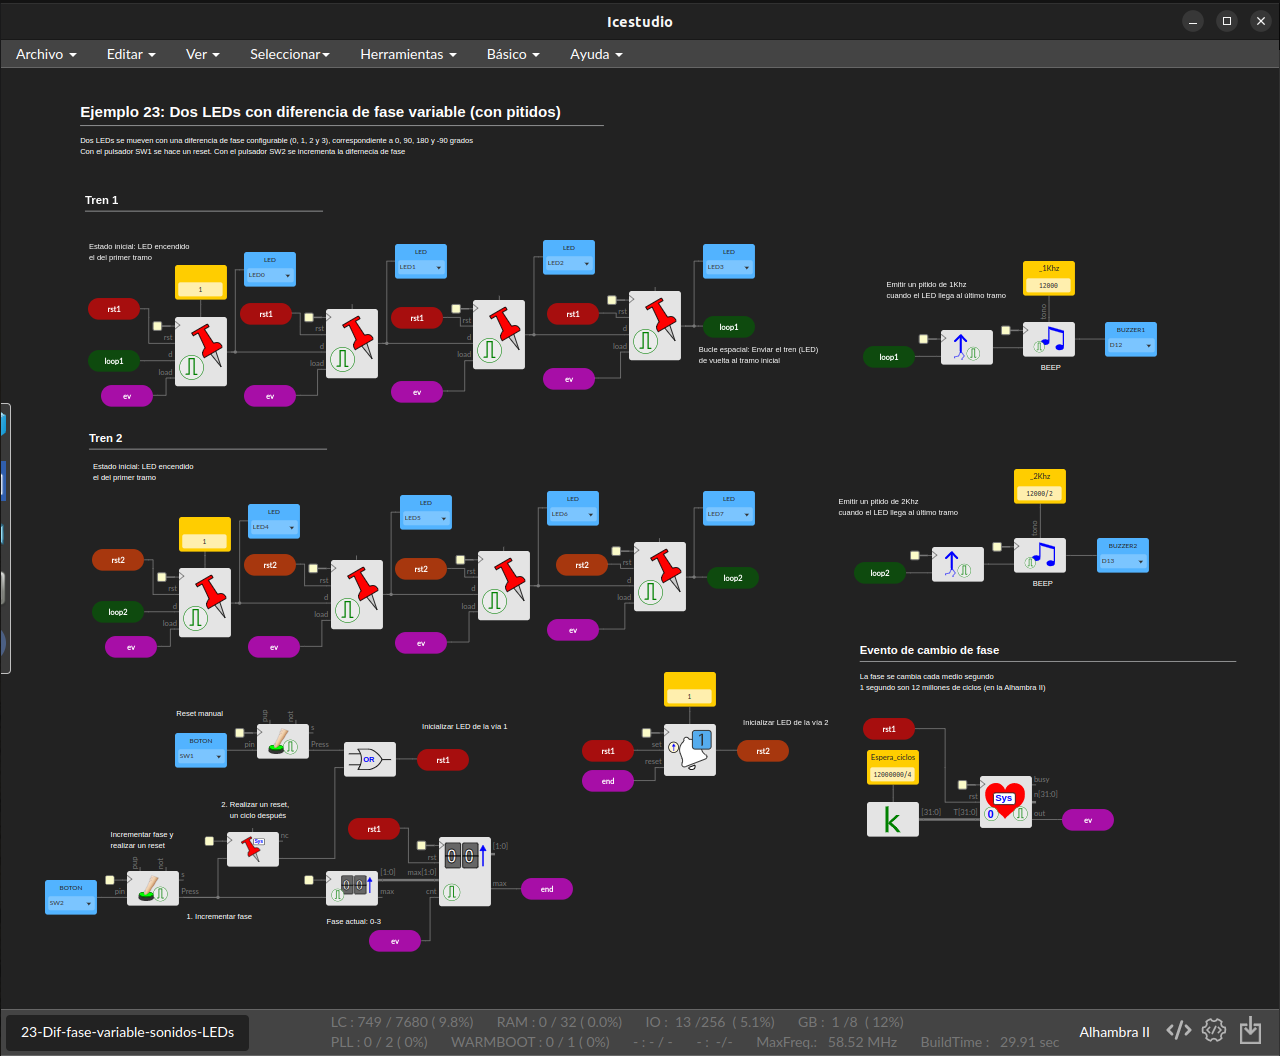 Icestudio
Archivo
Editar
Ver
Seleccionar
Herramientas
Básico
Ayuda
Ejemplo 23: Dos LEDs con diferencia de fase variable (con pitidos)
Dos LEDs se mueven con una diferencia de fase configurable (0, 1, 2 y 3), correspondiente a 0, 90, 180 y -90 grados
Con el pulsador SW1 se hace un reset. Con el pulsador SW2 se incrementa la difernecia de fase
Tren 1
Estado inicial: LED encendido
el del primer tramo
1
LED
LED0
LED
LED1
LED
LED2
LED
LED3
rst1
rst1
rst1
rst1
rst
d
load
rst
d
load
rst
d
load
rst
d
load
loop1
ev
ev
ev
ev
loop1
Bucle espacial: Enviar el tren (LED)
de vuelta al tramo inicial
Emitir un pitido de 1Khz
cuando el LED llega al último tramo
_1Khz
12000
tono
loop1
BEEP
BUZZER1
D12
Tren 2
Estado inicial: LED encendido
el del primer tramo
1
LED
LED4
LED
LED5
LED
LED6
LED
LED7
rst2
rst2
rst2
rst2
rst
d
load
rst
d
load
rst
d
load
rst
d
load
loop2
ev
ev
ev
ev
loop2
Emitir un pitido de 2Khz
cuando el LED llega al último tramo
_2Khz
12000/2
tono
loop2
BEEP
BUZZER2
D13
Evento de cambio de fase
La fase se cambia cada medio segundo
1 segundo son 12 millones de ciclos (en la Alhambra II)
rst1
Espera_ciclos
12000000/4
k
[31:0]
T[31:0]
rst
Sys
0
busy
n[31:0]
out
ev
Reset manual
BOTON
SW1
pin
pup
not
s
Press
OR
Inicializar LED de la vía 1
rst1
1
Inicializar LED de la vía 2
rst1
end
set
reset
1
rst2
2. Realizar un reset,
un ciclo después
Sys
nc
Incrementar fase y
realizar un reset
BOTON
SW2
pin
pup
not
s
Press
1. Incrementar fase
rst1
00
[1:0]
max
Fase actual: 0-3
ev
rst
max[1:0]
cnt
00
[1:0]
max
end
23-Dif-fase-variable-sonidos-LEDs
LC : 749 / 7680 ( 9.8%)
RAM : 0 / 32 ( 0.0%)
IO : 13 /256 ( 5.1%)
GB : 1 /8 ( 12%)
PLL : 0 / 2 ( 0%)
WARMBOOT : 0 / 1 ( 0%)
- : - / -
- : -/-
MaxFreq.: 58.52 MHz
BuildTime : 29.91 sec
Alhambra II